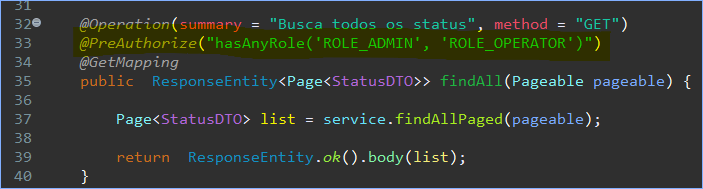 31
32 @Operation(summary = "Busca todos os status", method = "GET")
33 @PreAuthorize("hasAnyRole('ROLE_ADMIN', 'ROLE_OPERATOR')")
34 @GetMapping
35 public ResponseEntity<Page<StatusDTO>> findAll(Pageable pageable) {
36
37 Page<StatusDTO> list = service.findAllPaged(pageable);
38
39 return ResponseEntity.ok().body(list);
40 }